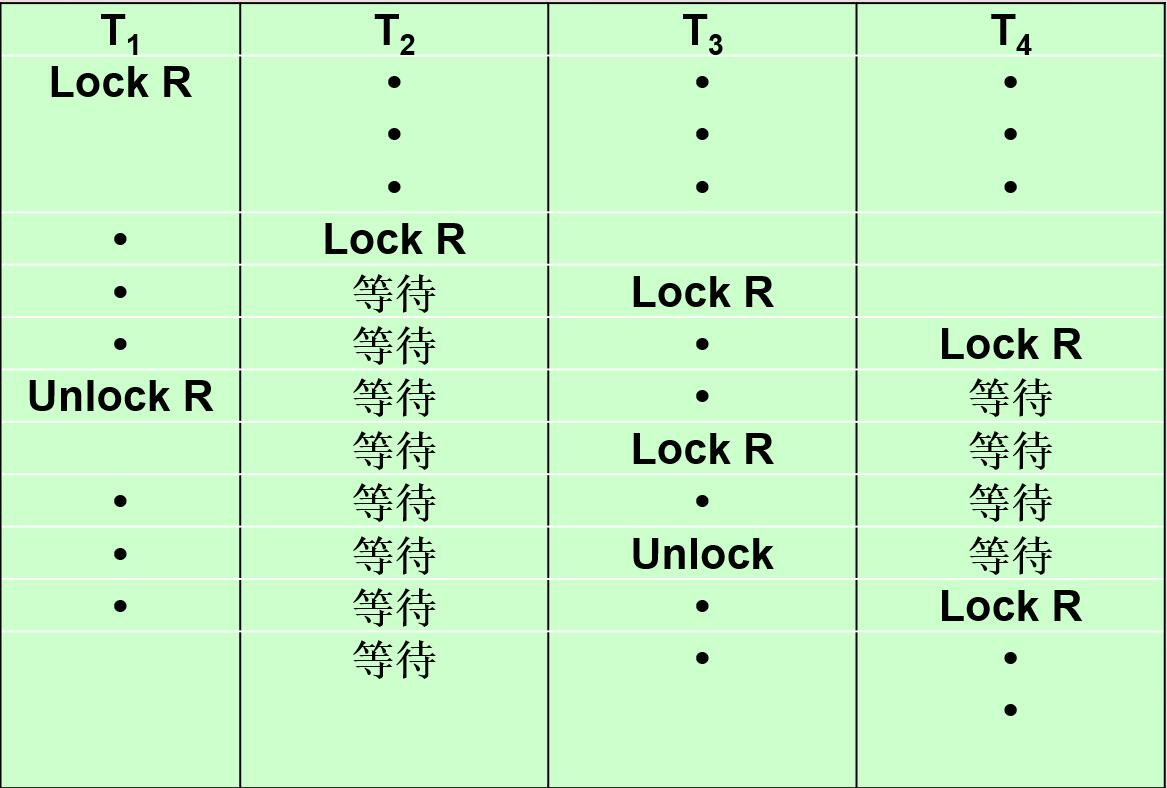 T₁ T₂ T₃ T₄
Lock R • • •
• • •
• • •
• Lock R
• 等待 Lock R
• 等待 • Lock R
Unlock R 等待 • 等待
等待 Lock R 等待
• 等待 • 等待
• 等待 Unlock 等待
• 等待 • Lock R
等待 • •
•